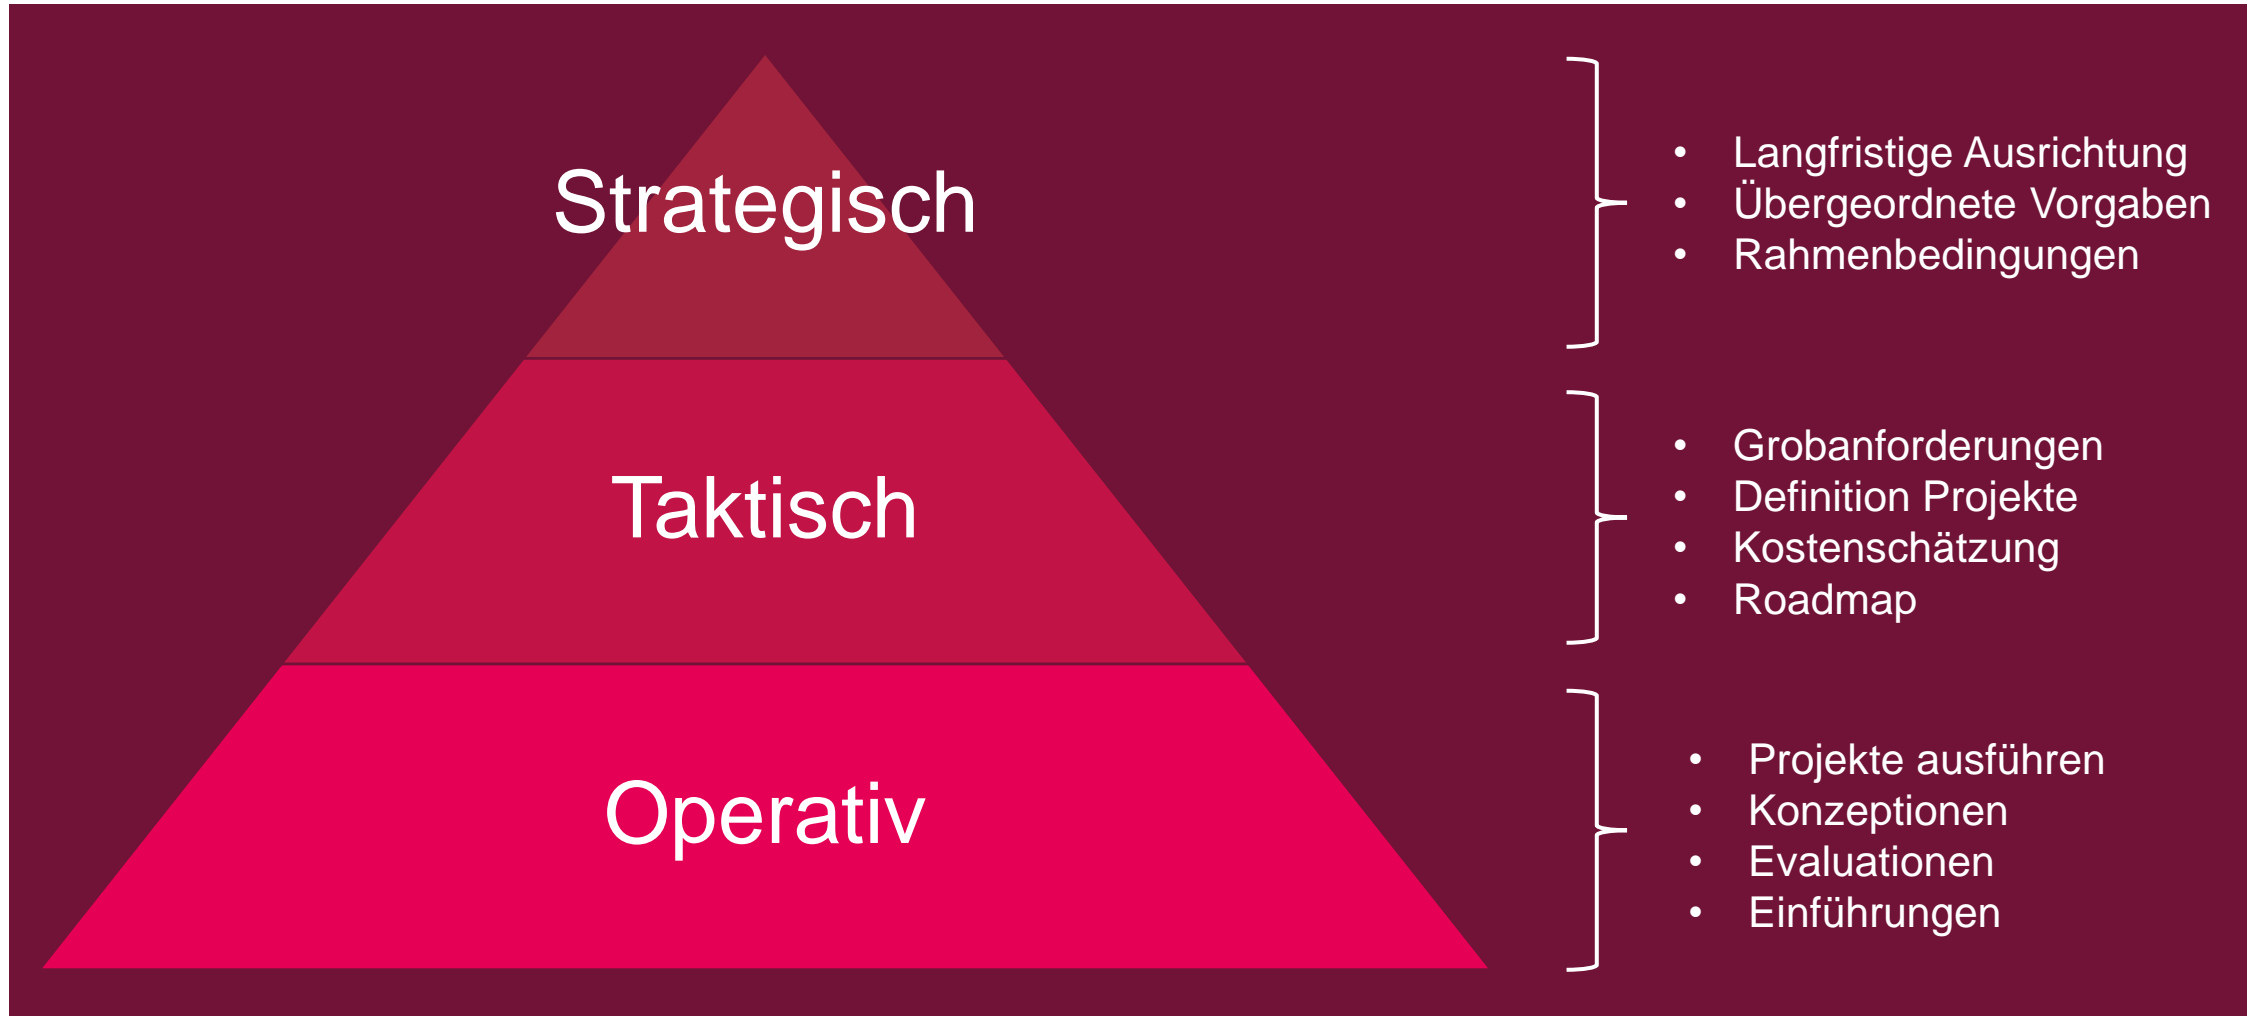 Strategisch
• Langfristige Ausrichtung
• Übergeordnete Vorgaben
• Rahmenbedingungen
Taktisch
• Grobanforderungen
• Definition Projekte
• Kostenschätzung
• Roadmap
Operativ
• Projekte ausführen
• Konzeptionen
• Evaluationen
• Einführungen